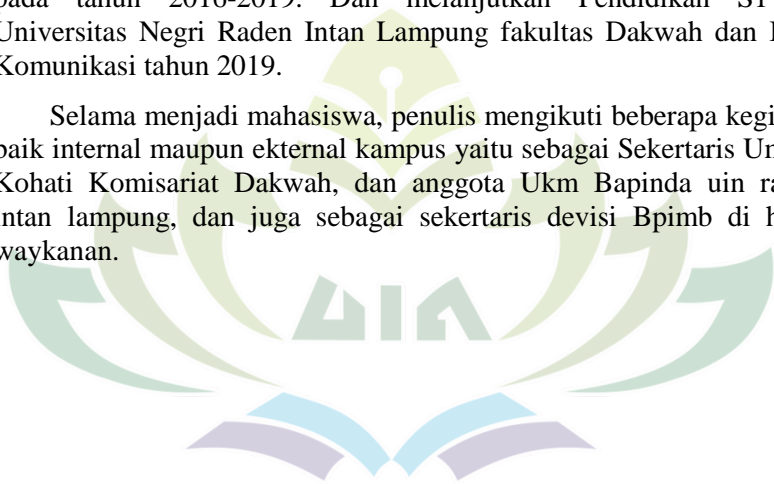 pada tahun 2016-2019. Dan melanjutkan Pendidikan
Universitas Negri Raden Intan Lampung fakultas Dakwah dan
Komunikasi tahun 2019.
Selama menjadi mahasiswa, penulis mengikuti beberapa
baik internal maupun ekternal kampus yaitu sebagai Sekertaris
Kohati Komisariat Dakwah, dan anggota Ukm Bapinda uin
intan lampung, dan juga sebagai sekertaris devisi Bpimb di
waykanan.
UIN